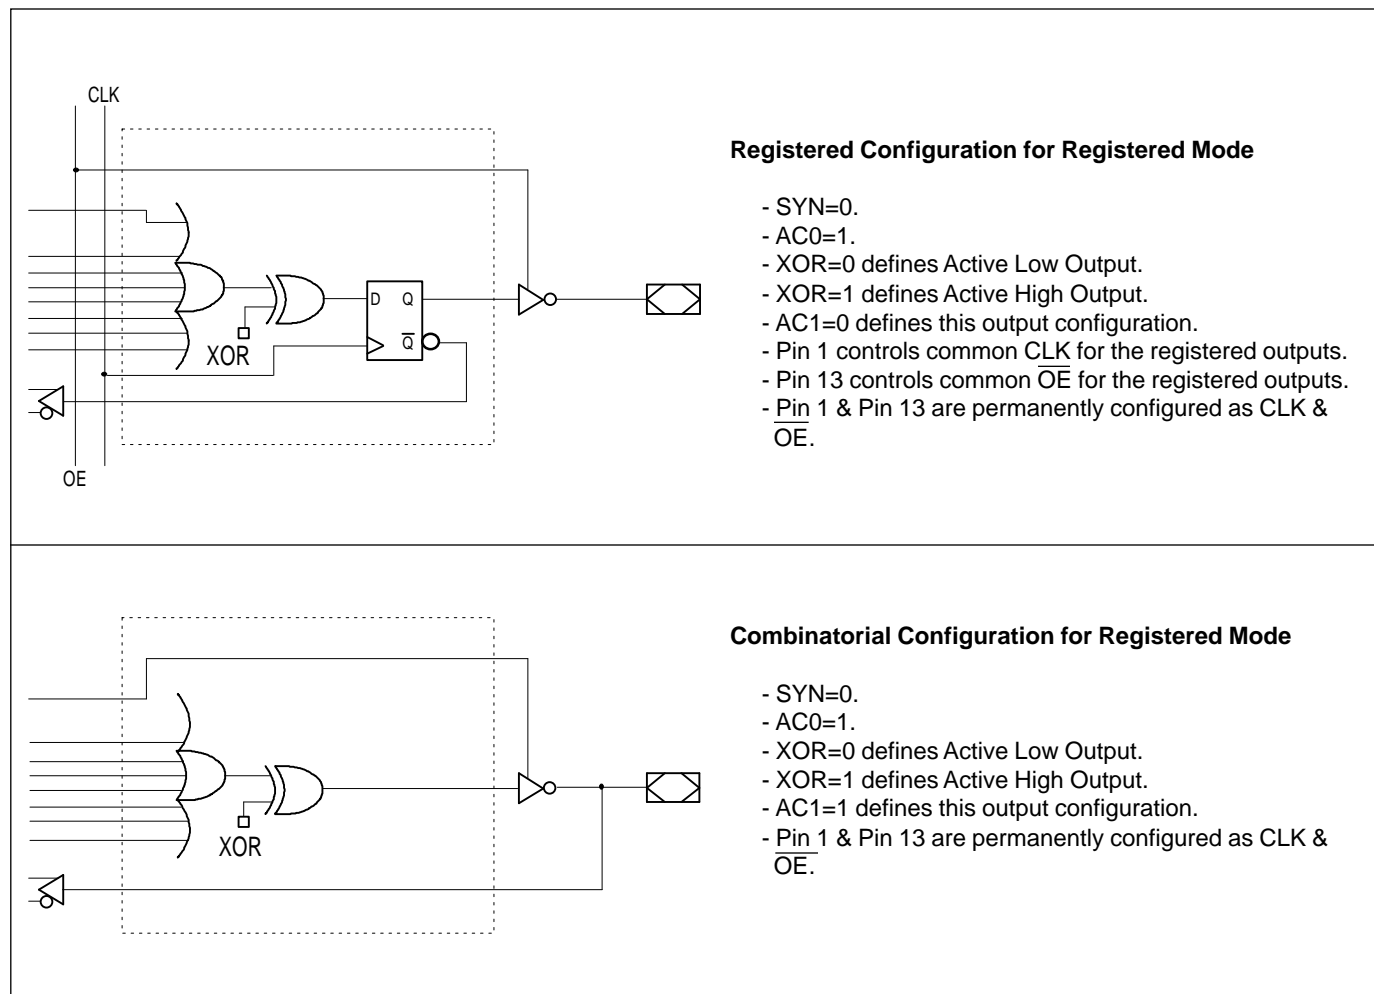 CLK
D Q
Q̅
XOR
OE
Registered Configuration for Registered Mode
- SYN=0.
- AC0=1.
- XOR=0 defines Active Low Output.
- XOR=1 defines Active High Output.
- AC1=0 defines this output configuration.
- Pin 1 controls common CLK for the registered outputs.
- Pin 13 controls common O̅E̅ for the registered outputs.
- Pin 1 & Pin 13 are permanently configured as CLK &
O̅E̅.
XOR
Combinatorial Configuration for Registered Mode
- SYN=0.
- AC0=1.
- XOR=0 defines Active Low Output.
- XOR=1 defines Active High Output.
- AC1=1 defines this output configuration.
- Pin 1 & Pin 13 are permanently configured as CLK &
O̅E̅.